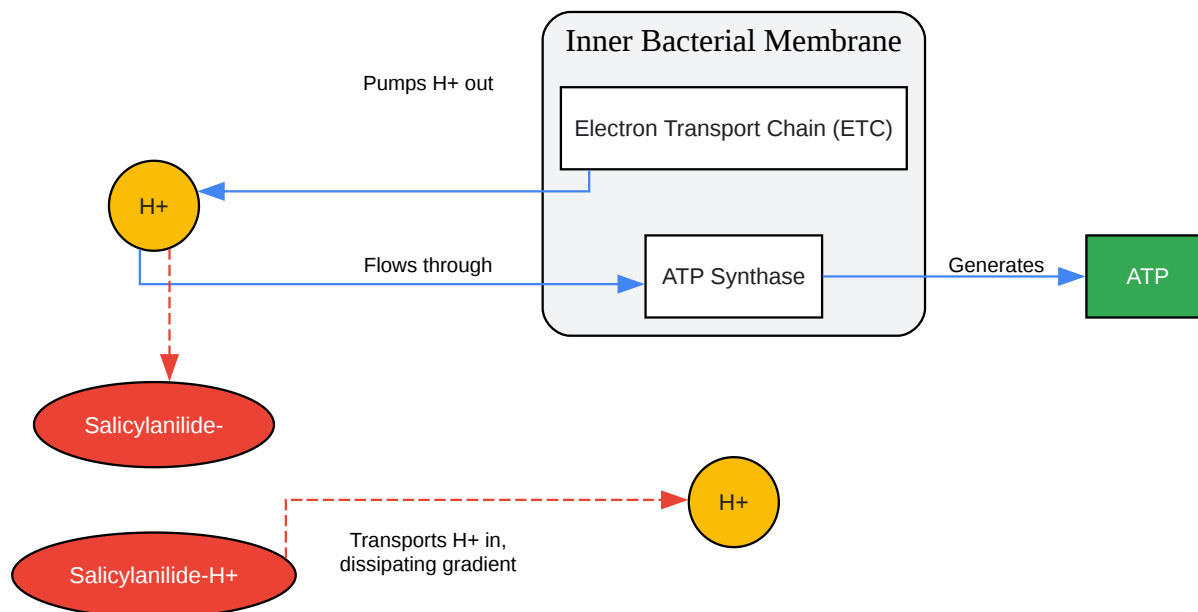 Inner Bacterial Membrane
Pumps H+ out
Electron Transport Chain (ETC)
H+
Flows through
ATP Synthase
Generates
ATP
Salicylanilide-
H+
Transports H+ in,
dissipating gradient
Salicylanilide-H+